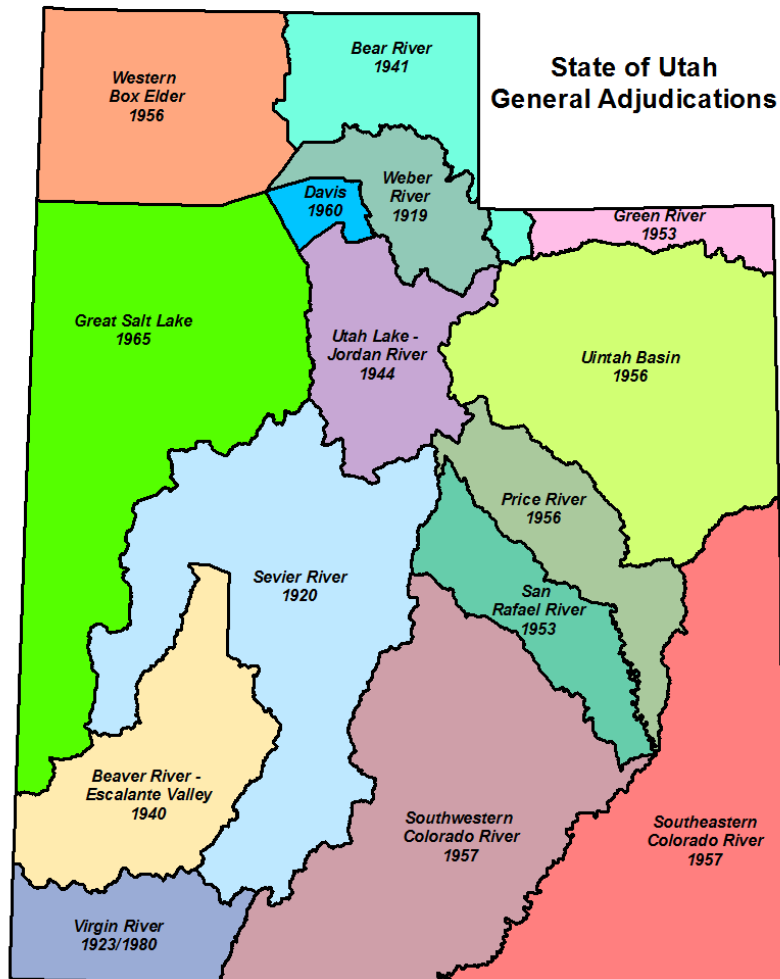 State of Utah
General Adjudications
Western
Box Elder
1956
Bear River
1941
Weber
River
1919
Davis
1960
Green River
1953
Great Salt Lake
1965
Utah Lake -
Jordan River
1944
Uintah Basin
1956
Price River
1956
Sevier River
1920
San
Rafael River
1953
Beaver River -
Escalante Valley
1940
Southwestern
Colorado River
1957
Southeastern
Colorado River
1957
Virgin River
1923/1980